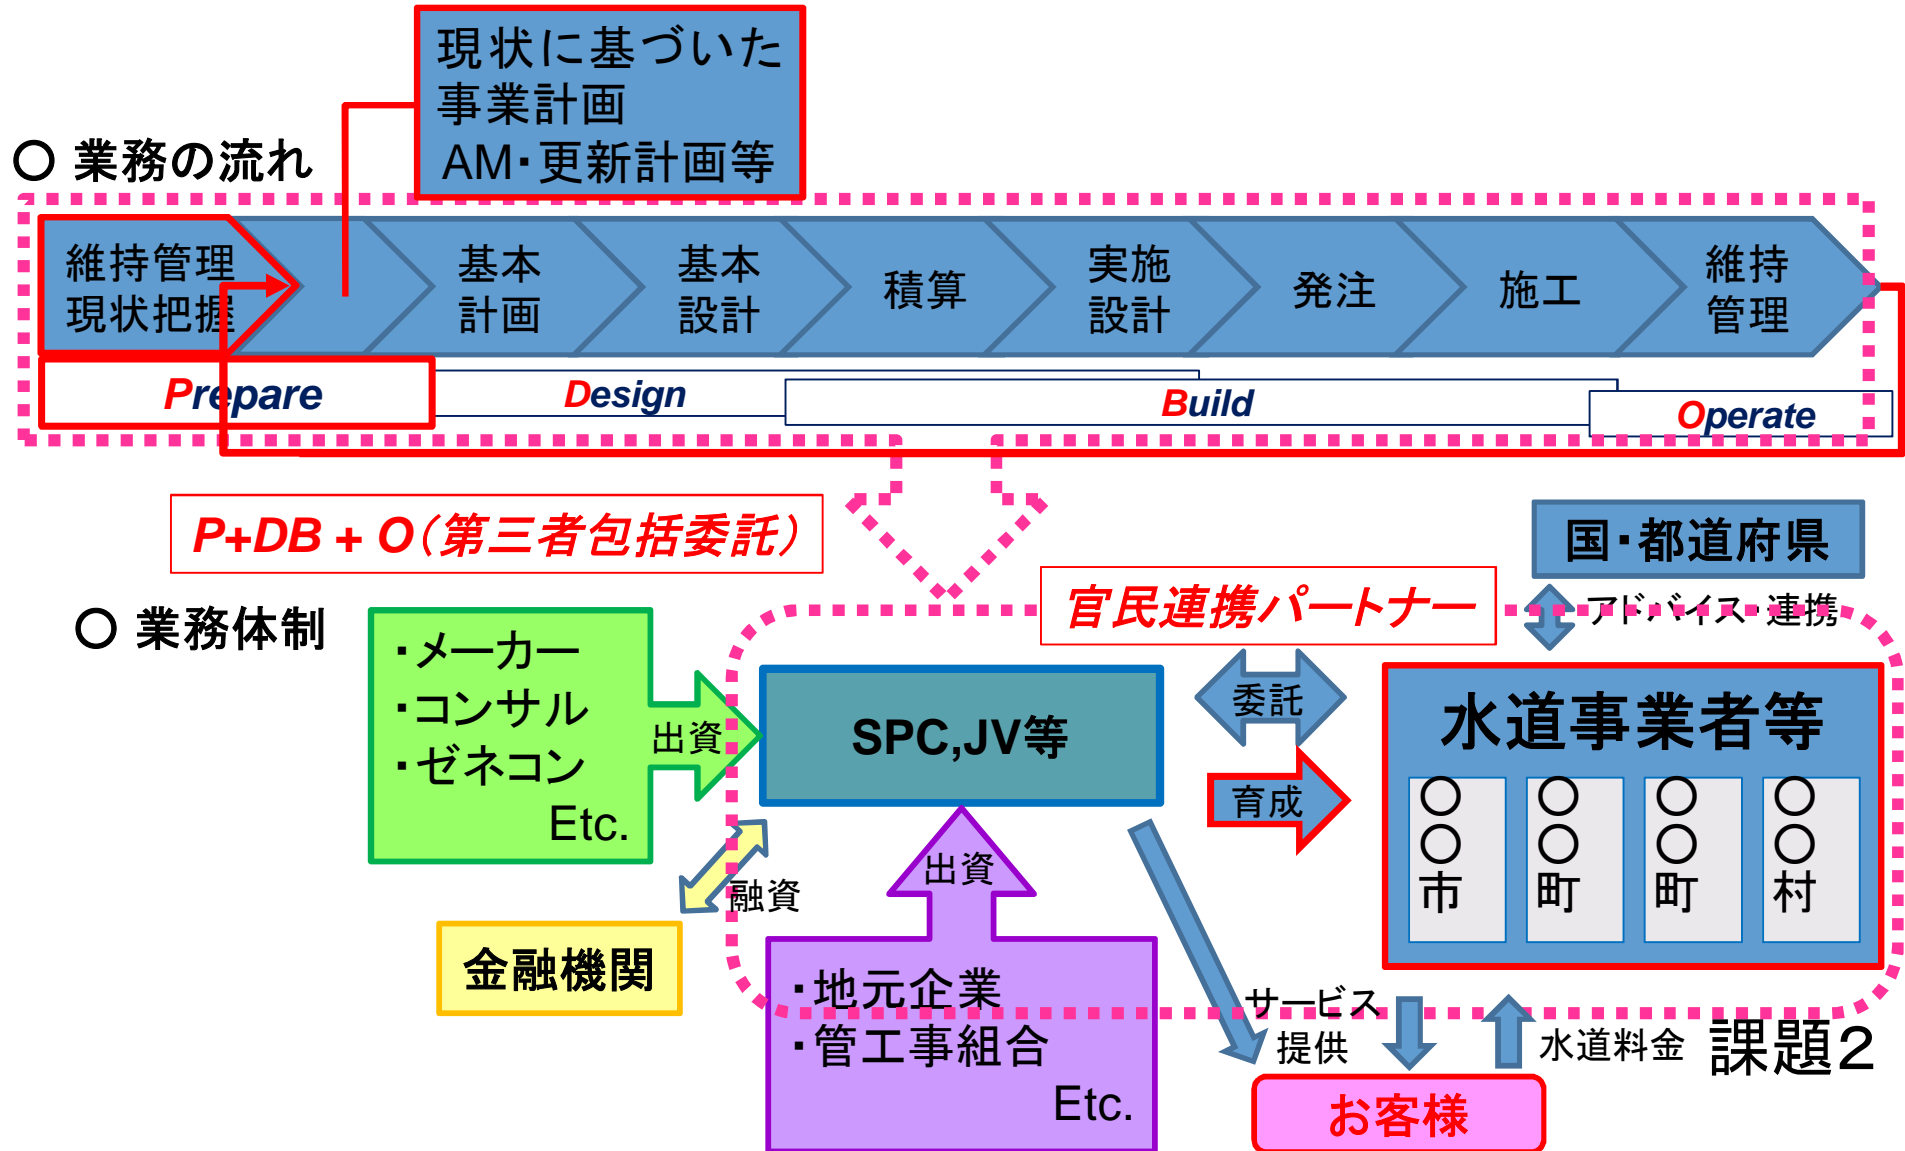 現状に基づいた
事業計画
AM・更新計画等
〇 業務の流れ
維持管理
現状把握
基本
計画
基本
設計
積算
実施
設計
発注
施工
維持
管理
Prepare
Design
Build
Operate
P+DB + O(第三者包括委託)
国・都道府県
官民連携パートナー
アドバイス・連携
〇 業務体制
・メーカー
・コンサル
・ゼネコン
Etc.
出資
SPC,JV等
委託
育成
水道事業者等
〇〇市
〇〇町
〇〇町
〇〇村
融資
出資
金融機関
・地元企業
・管工事組合
Etc.
サービス
提供
水道料金
課題2
お客様